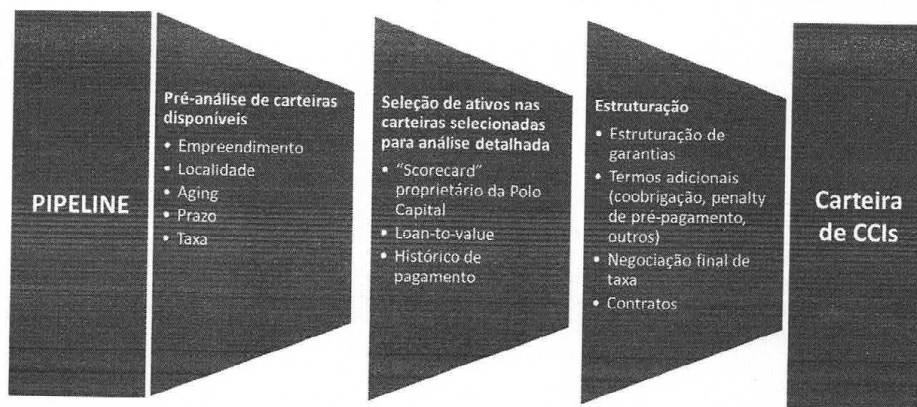 PIPELINE
Pré-análise de carteiras
disponíveis
• Empreendimento
• Localidade
• Aging
• Prazo
• Taxa
Seleção de ativos nas
carteiras selecionadas
para análise detalhada
• “Scorecard”
proprietário da Polo
Capital
• Loan-to-value
• Histórico de
pagamento
Estruturação
• Estruturação de
garantias
• Termos adicionais
(coobrigação, penalty
de pré-pagamento,
outros)
• Negociação final de
taxa
• Contratos
Carteira
de CCIs